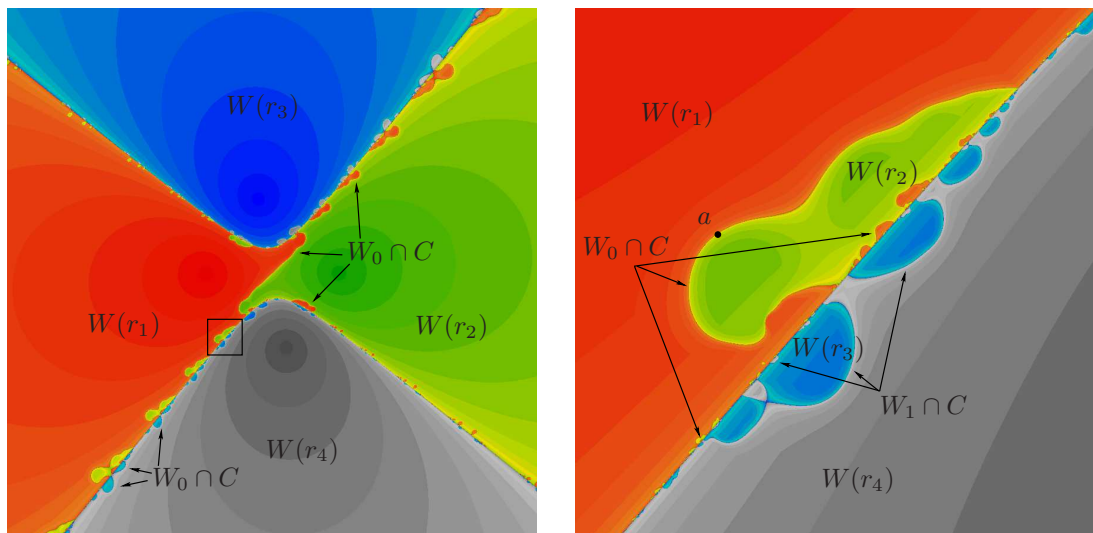 W(r₃)
W₀ ∩ C
W(r₁)
W(r₂)
W(r₄)
W₀ ∩ C
W(r₁)
W(r₂)
a
W₀ ∩ C
W(r₃)
W₁ ∩ C
W(r₄)